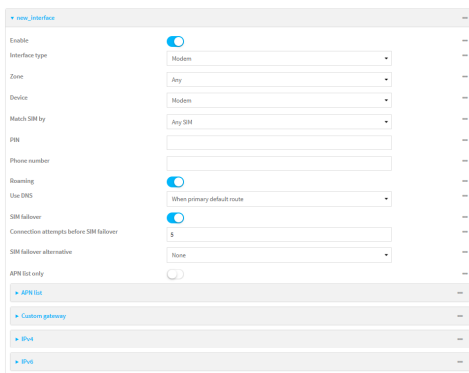 new_interface
Enable
Interface type Modem
Zone Any
Device Modem
Match SIM by Any SIM
PIN
Phone number
Roaming
Use DNS When primary default route
SIM failover
Connection attempts before SIM failover 5
SIM failover alternative None
APN list only
APN list
Custom gateway
IPv4
IPv6